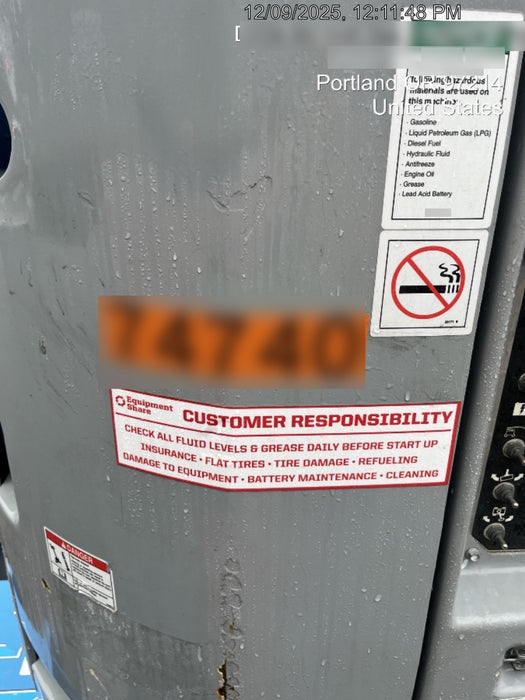 12/09/2025, 12:11:48 PM
[
Portland OR
United States
following hazardous
materials are used on
this machine
· Gasoline
· Liquid Petroleum Gas (LPG)
· Diesel Fuel
· Hydraulic Fluid
· Antifreeze
· Engine Oil
· Grease
· Lead Acid Battery
Equipment
Share
CUSTOMER RESPONSIBILITY
CHECK ALL FLUID LEVELS & GREASE DAILY BEFORE START UP
INSURANCE • FLAT TIRES • TIRE DAMAGE • REFUELING
DAMAGE TO EQUIPMENT • BATTERY MAINTENANCE • CLEANING
DANGER